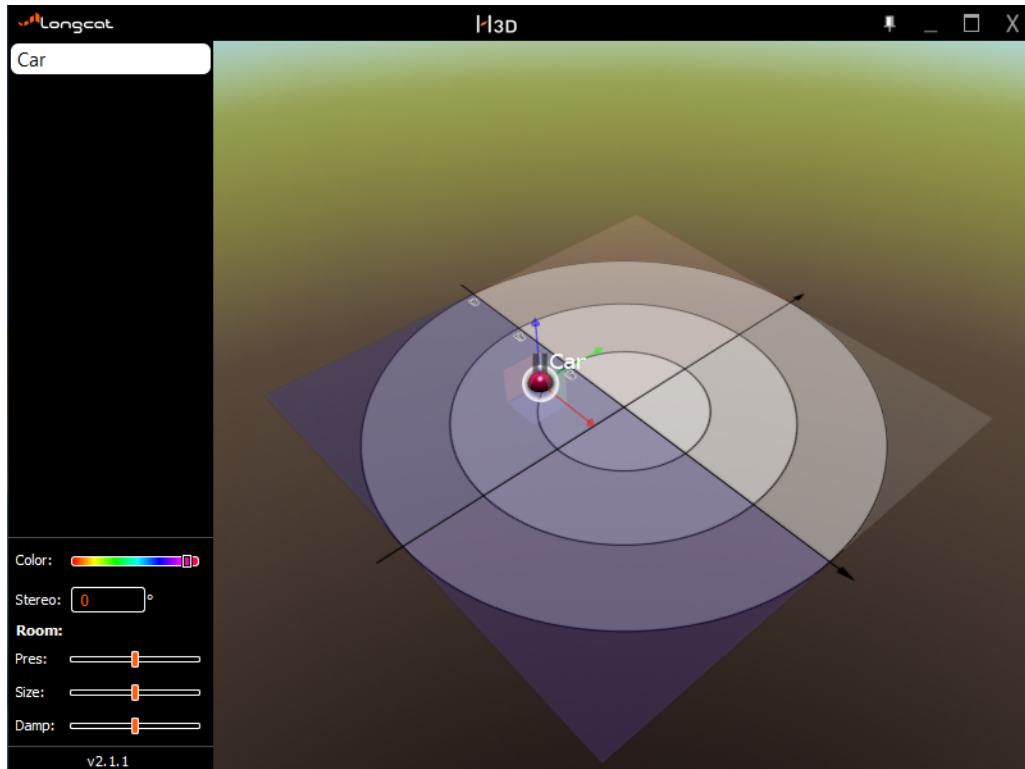 Longcat
H3D
X
Car
Car
Color:
Stereo: 0 °
Room:
Pres:
Size:
Damp:
v2.1.1